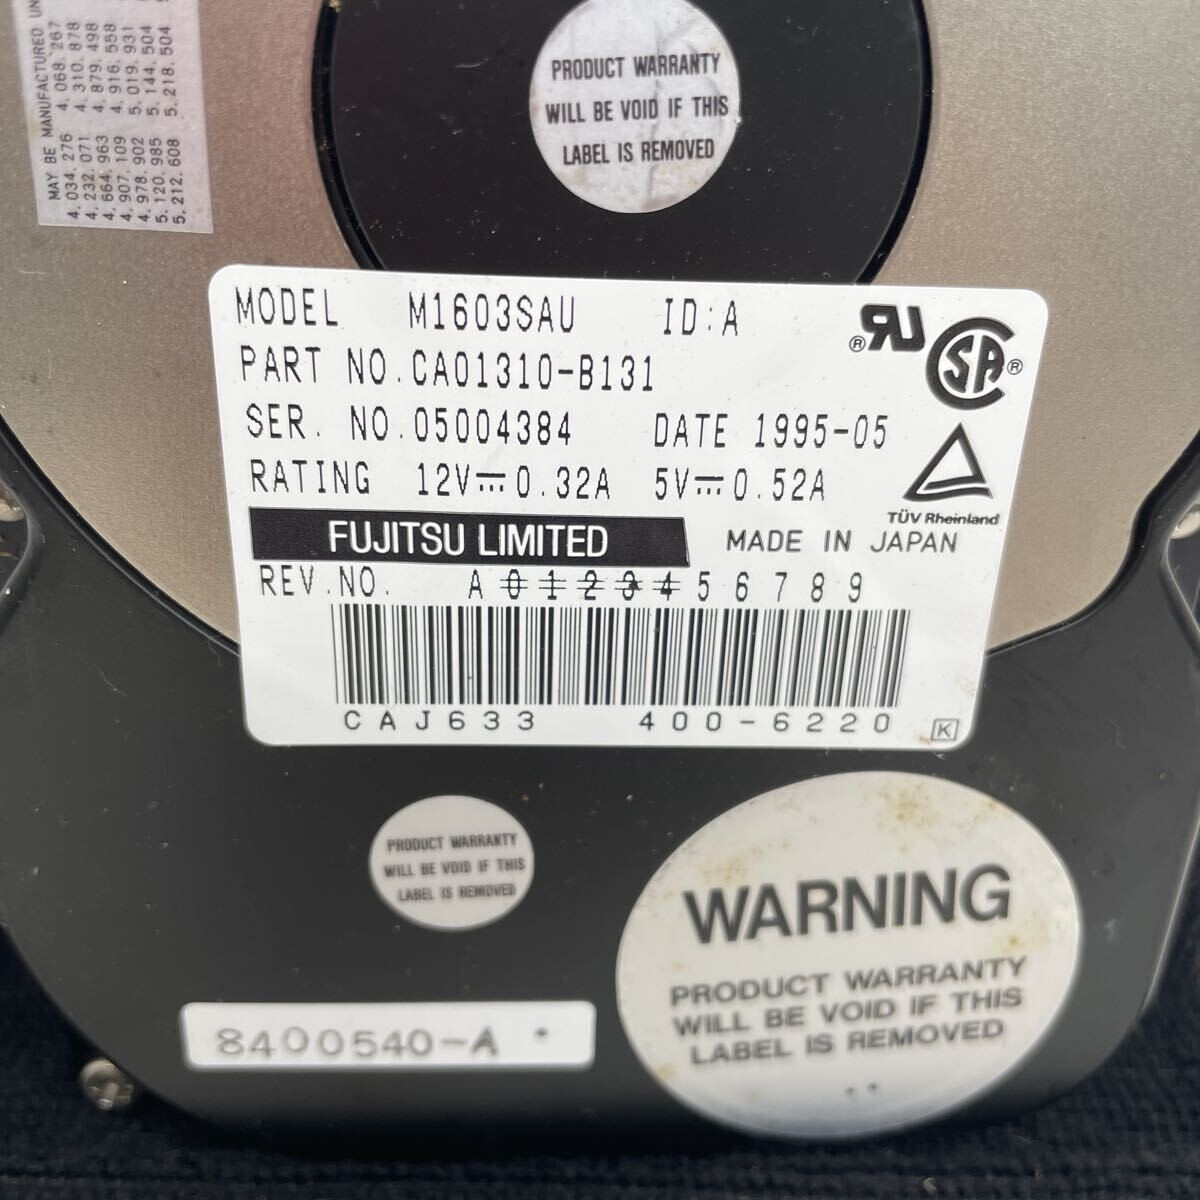 MAY BE MANUFACTURED UN
4.034.276 4.068.267
4.232.071 4.310.878
4.664.963 4.879.498
4.907.109 4.916.558
4.978.902 5.019.931
5.120.985 5.144.504
5.212.608 5.218.504
PRODUCT WARRANTY
WILL BE VOID IF THIS
LABEL IS REMOVED
MODEL M1603SAU ID:A
PART NO. CA01310-B131
SER. NO. 05004384 DATE 1995-05
RATING 12V⎓0.32A 5V⎓0.52A
TÜV Rheinland
FUJITSU LIMITED MADE IN JAPAN
REV.NO. A 0 1 2 3 4 5 6 7 8 9
CAJ633 400-6220 K
PRODUCT WARRANTY
WILL BE VOID IF THIS
LABEL IS REMOVED
8400540-A
WARNING
PRODUCT WARRANTY
WILL BE VOID IF THIS
LABEL IS REMOVED